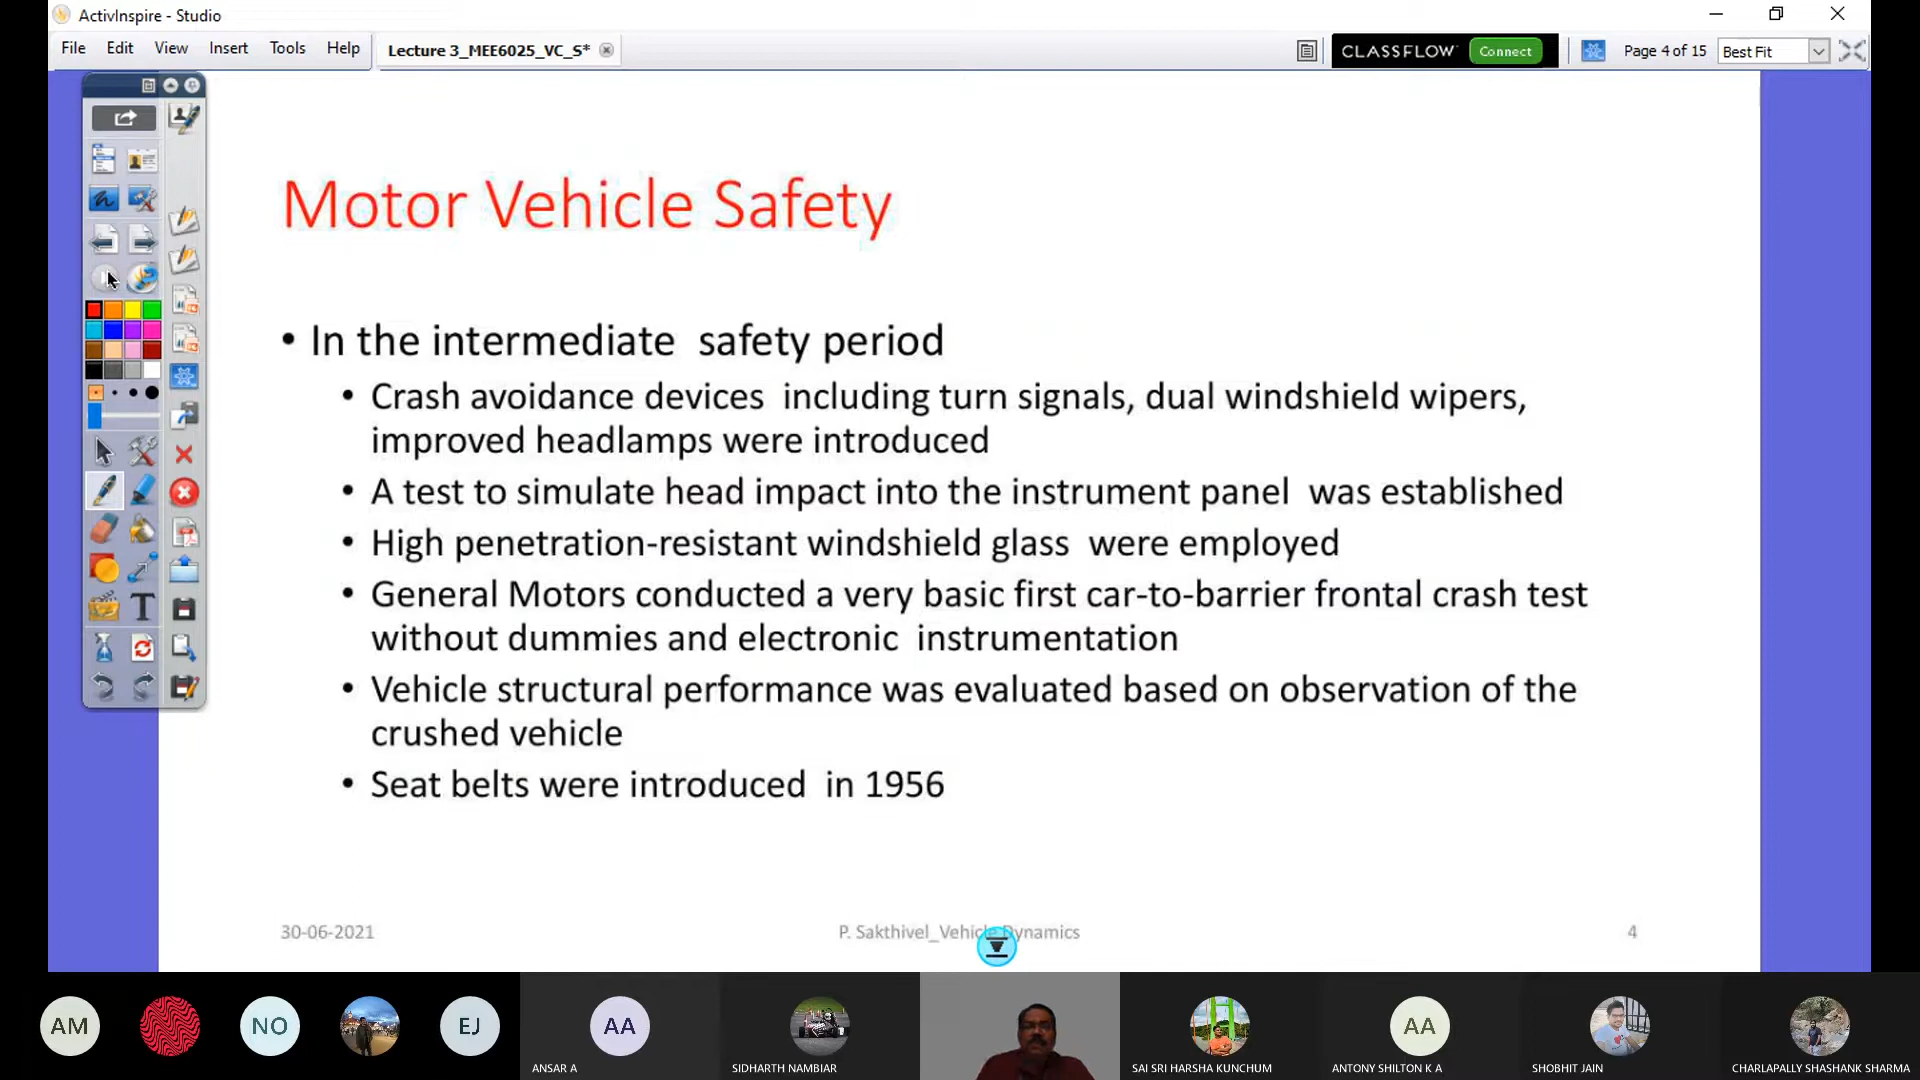 ActivInspire - Studio
File Edit View Insert Tools Help
Lecture 3_MEE6025_VC_S*
CLASSFLOW Connect
Page 4 of 15
Best Fit
Motor Vehicle Safety
• In the intermediate safety period
• Crash avoidance devices including turn signals, dual windshield wipers,
improved headlamps were introduced
• A test to simulate head impact into the instrument panel was established
• High penetration-resistant windshield glass were employed
• General Motors conducted a very basic first car-to-barrier frontal crash test
without dummies and electronic instrumentation
• Vehicle structural performance was evaluated based on observation of the
crushed vehicle
• Seat belts were introduced in 1956
30-06-2021
P. Sakthivel_Vehicle Dynamics
4
AM
NO
EJ
AA
AA
ANSAR A
SIDHARTH NAMBIAR
SAI SRI HARSHA KUNCHUM
ANTONY SHILTON K A
SHOBHIT JAIN
CHARLAPALLY SHASHANK SHARMA